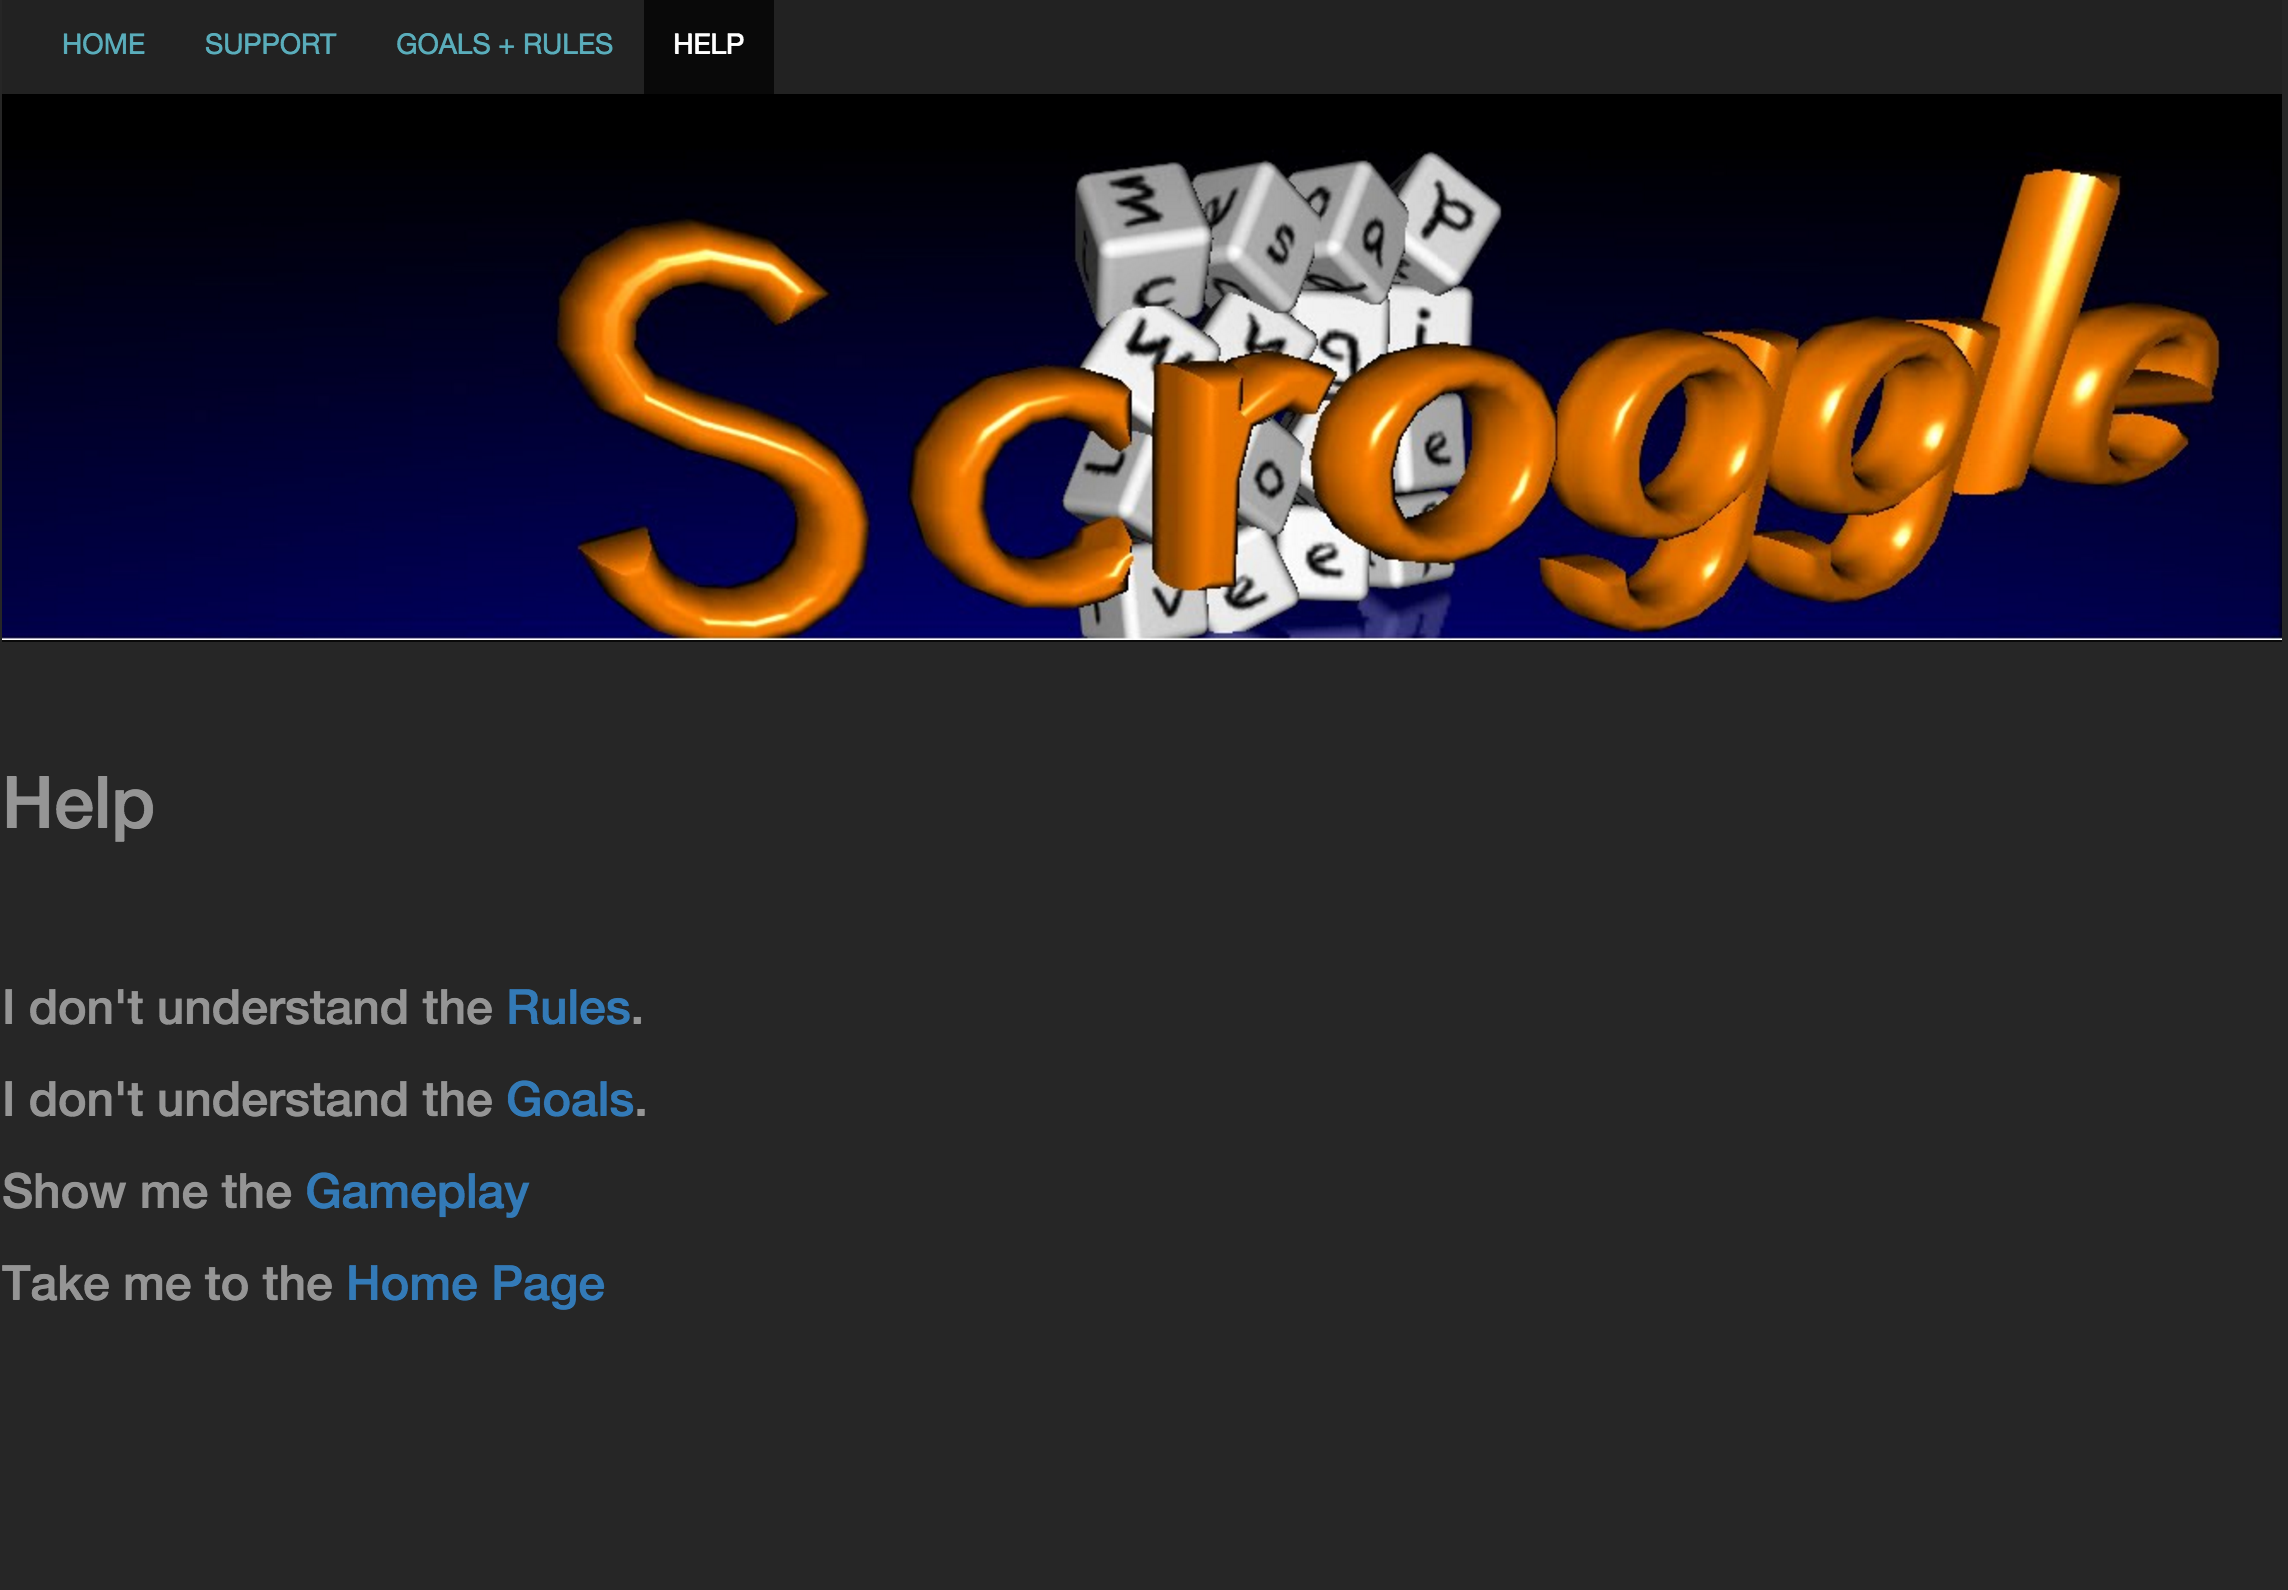 HOME SUPPORT GOALS + RULES HELP
Scroggle
Help
I don't understand the Rules.
I don't understand the Goals.
Show me the Gameplay
Take me to the Home Page